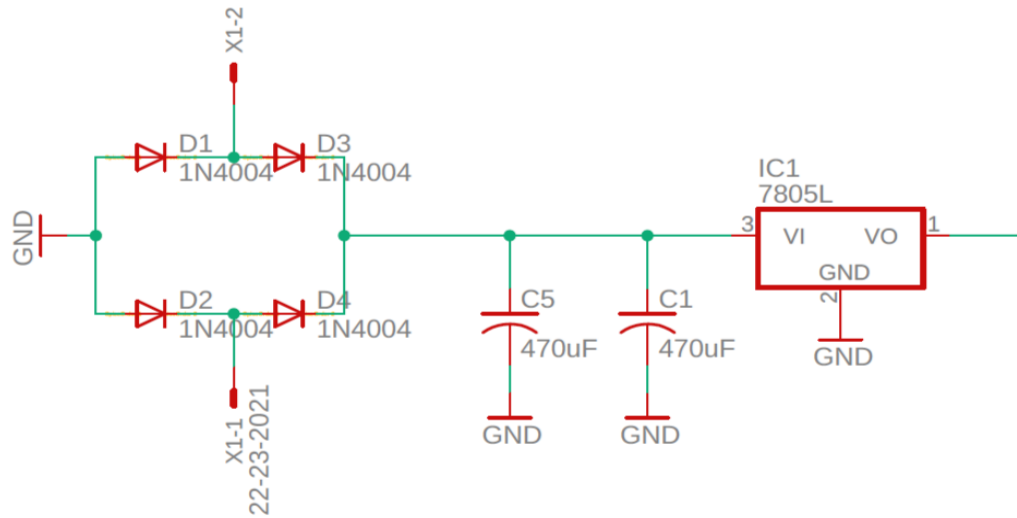 X1-2
D1
1N4004
D3
1N4004
GND
D2
1N4004
D4
1N4004
X1-1
22-23-2021
C5
470uF
GND
C1
470uF
GND
IC1
7805L
3
VI
VO
1
GND
2
GND